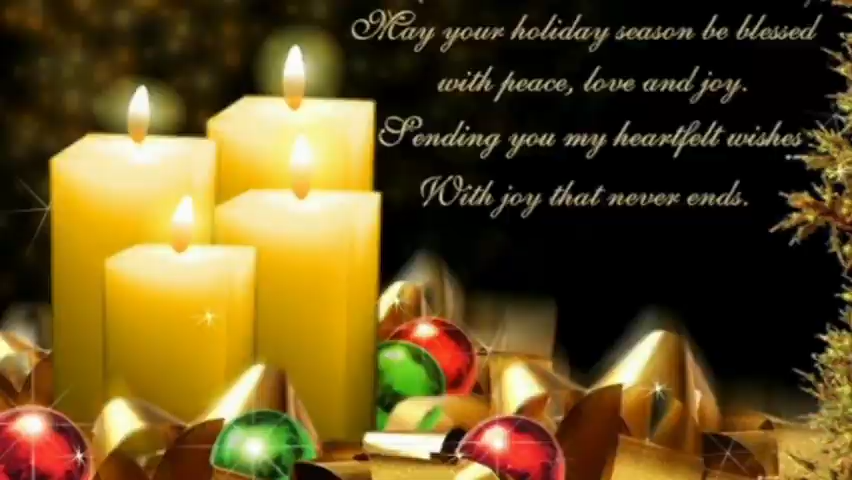 May your holiday season be blessed
with peace, love and joy.
Sending you my heartfelt wishes
With joy that never ends.